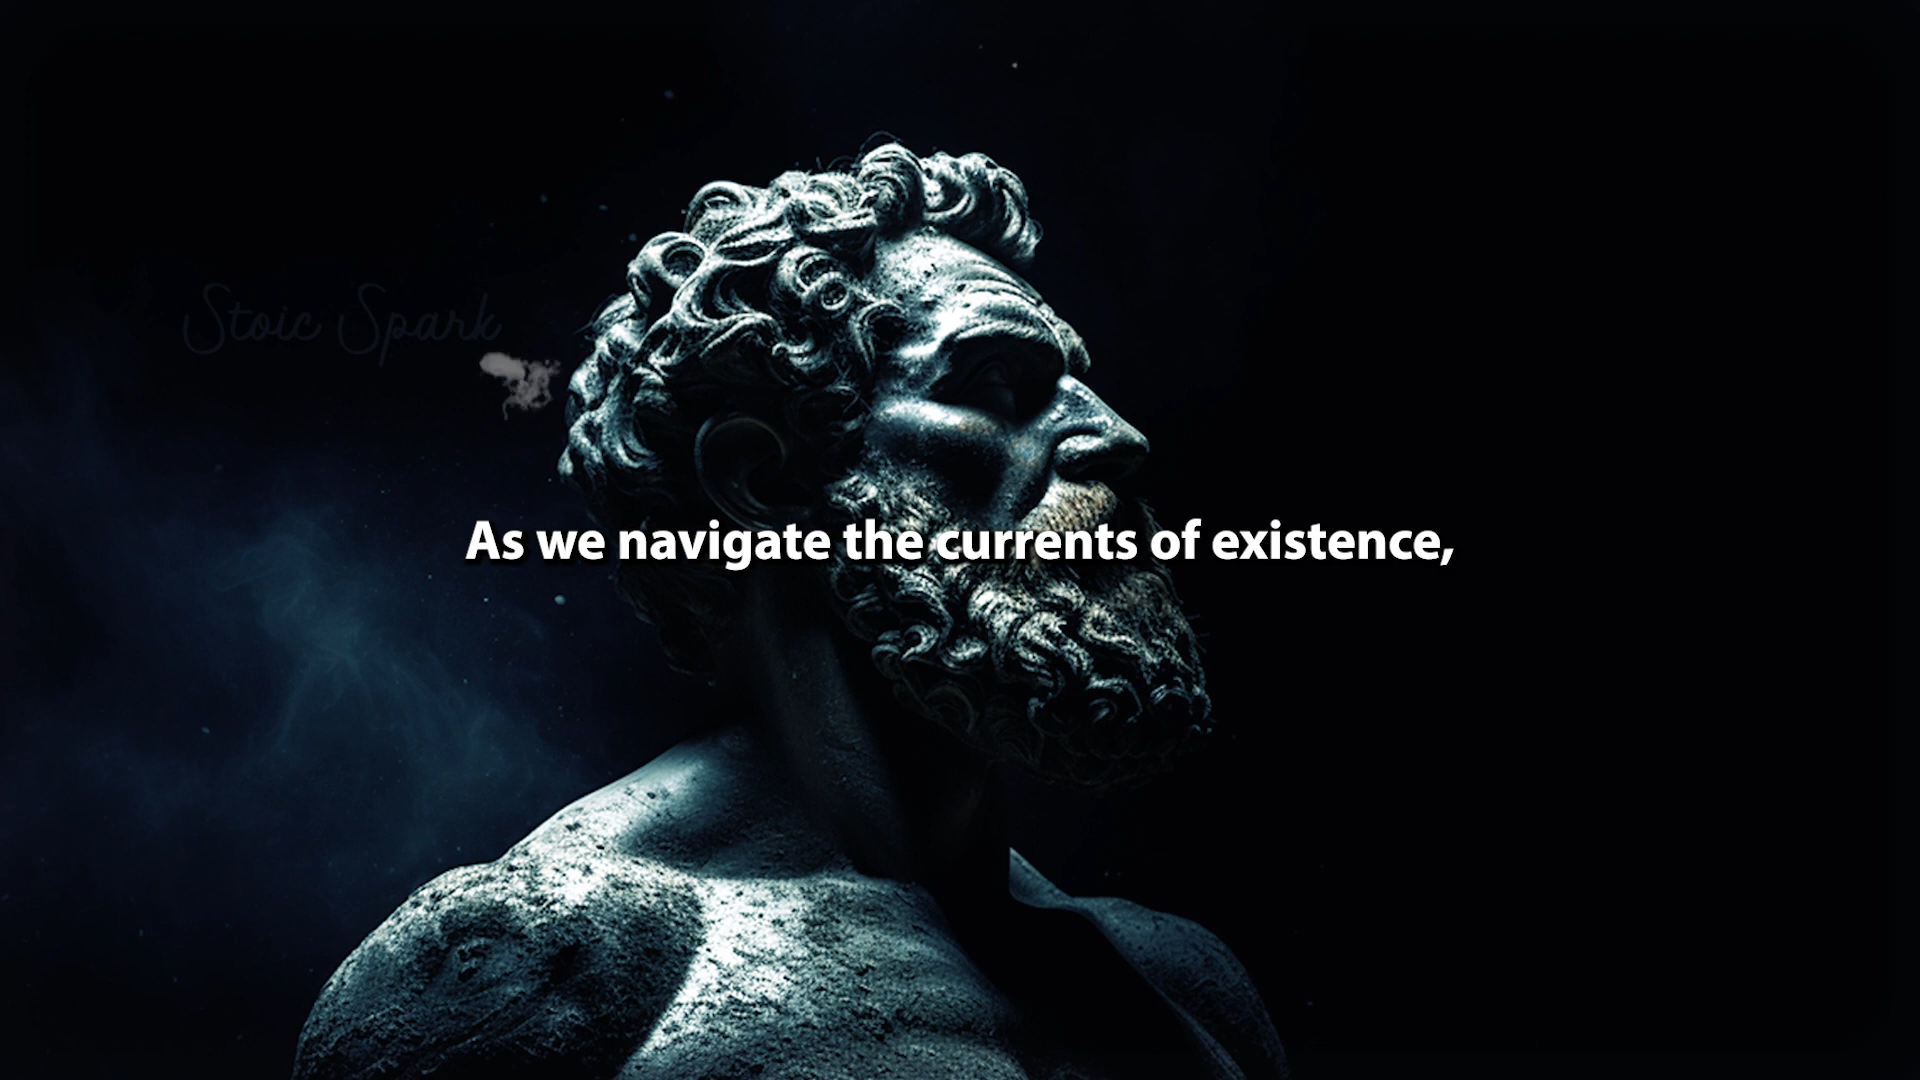 Stoic Spark
As we navigate the currents of existence,